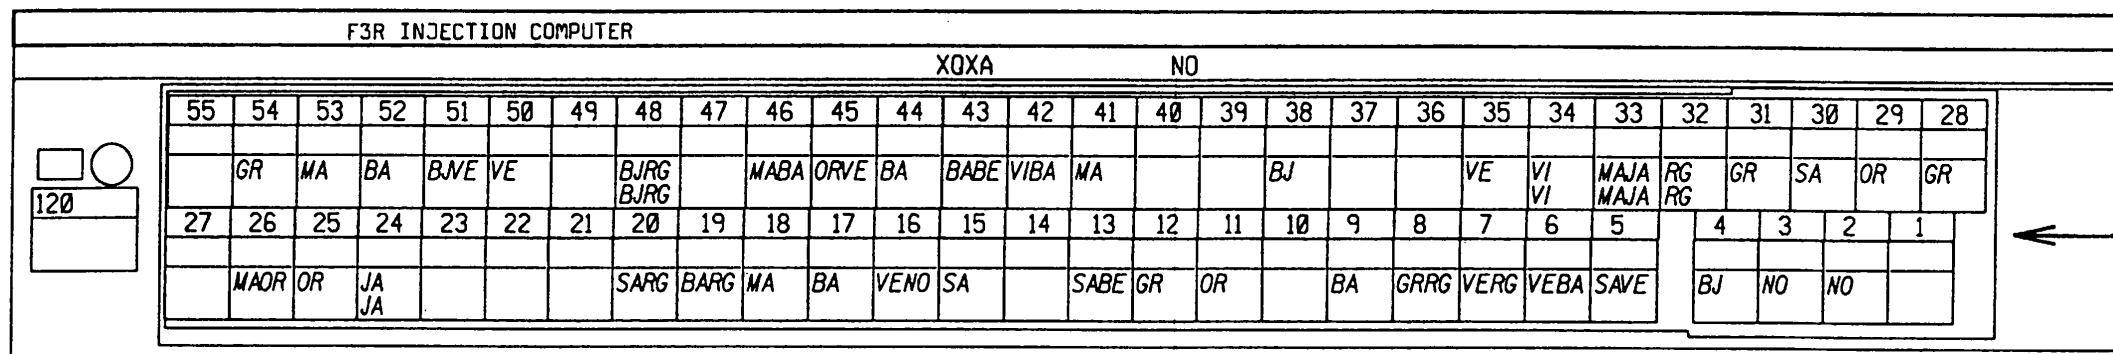 F3R INJECTION COMPUTER
XQXA NO
55 54 53 52 51 50 49 48 47 46 45 44 43 42 41 40 39 38 37 36 35 34 33 32 31 30 29 28
GR MA BA BJVE VE BJRG MABA ORVE BA BABE VIBA MA BJ VE VI MAJA RG GR SA OR GR
BJRG VI MAJA RG
120
27 26 25 24 23 22 21 20 19 18 17 16 15 14 13 12 11 10 9 8 7 6 5 4 3 2 1
MAOR OR JA SARG BARG MA BA VENO SA SABE GR OR BA GRRG VERG VEBA SAVE BJ NO NO
JA